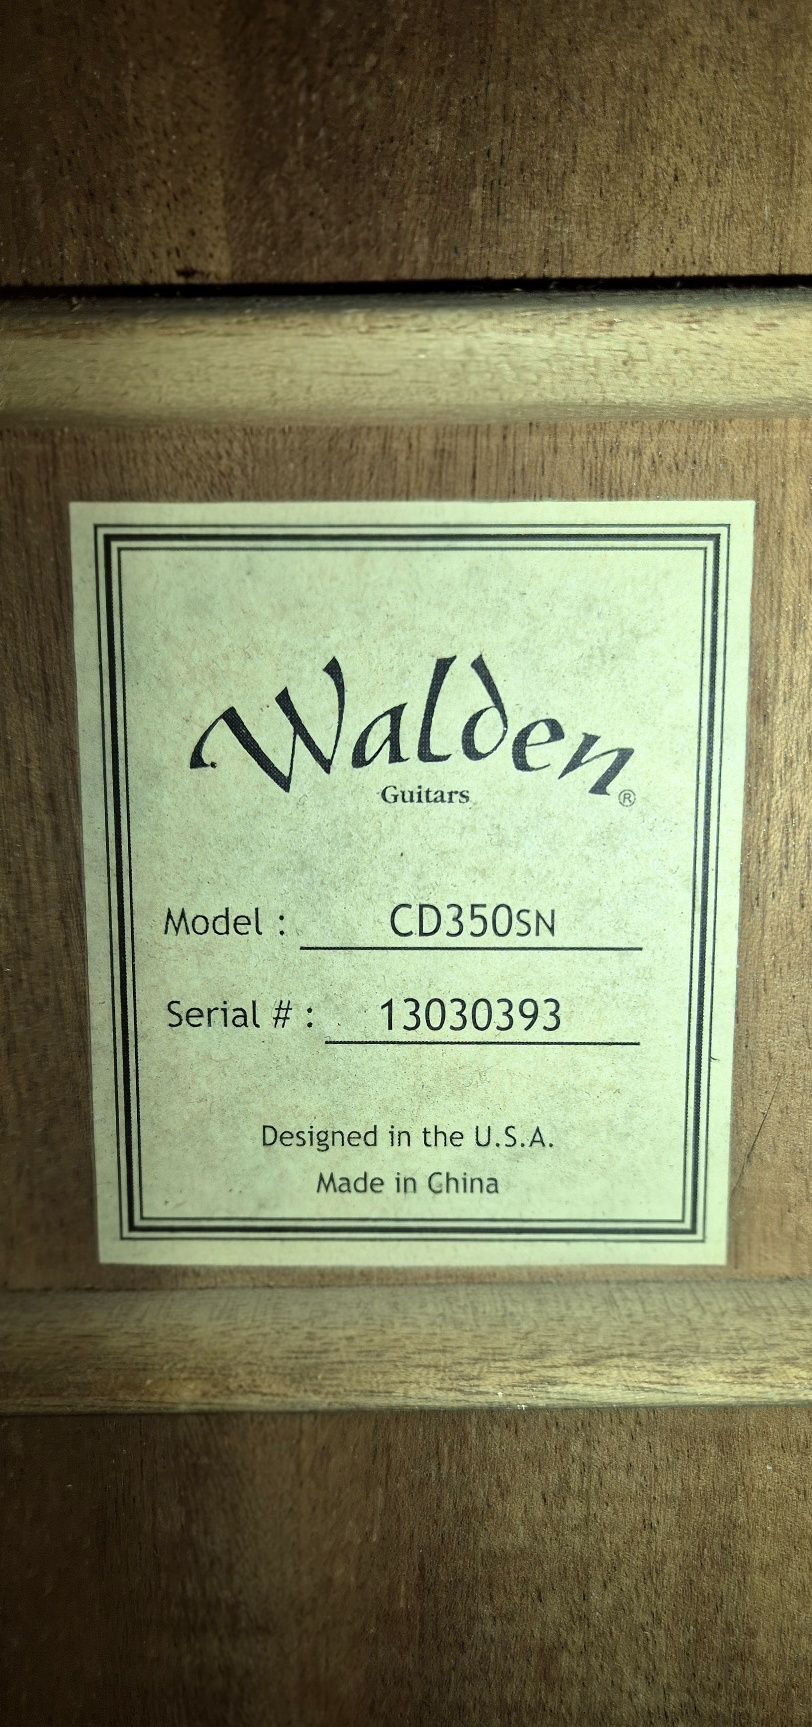 Walden
Guitars ®
Model : CD350SN
Serial # : 13030393
Designed in the U.S.A.
Made in China